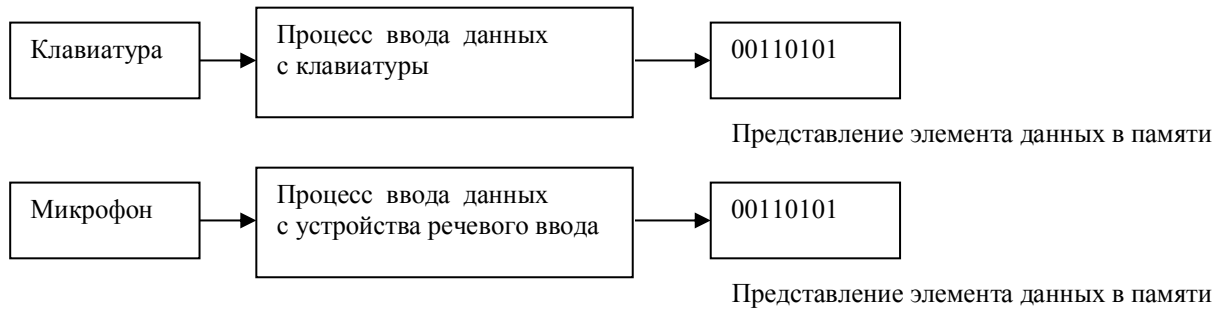 Клавиатура
Процесс ввода данных
с клавиатуры
00110101
Представление элемента данных в памяти
Микрофон
Процесс ввода данных
с устройства речевого ввода
00110101
Представление элемента данных в памяти